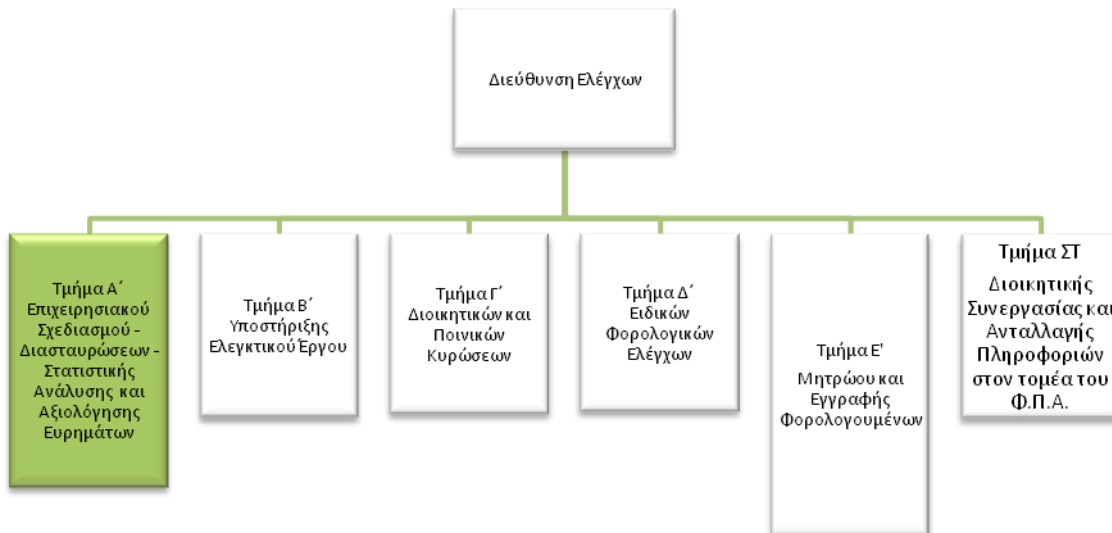 Διεύθυνση Ελέγχων
Τμήμα Α΄
Επιχειρησιακού
Σχεδιασμού -
Διασταυρώσεων -
Στατιστικής
Ανάλυσης και
Αξιολόγησης
Ευρημάτων
Τμήμα Β΄
Υποστήριξης
Ελεγκτικού Έργου
Τμήμα Γ΄
Διοικητικών και
Ποινικών
Κυρώσεων
Τμήμα Δ΄
Ειδικών
Φορολογικών
Ελέγχων
Τμήμα Ε'
Μητρώου και
Εγγραφής
Φορολογουμένων
Τμήμα ΣΤ
Διοικητικής
Συνεργασίας και
Ανταλλαγής
Πληροφοριών
στον τομέα του
Φ.Π.Α.